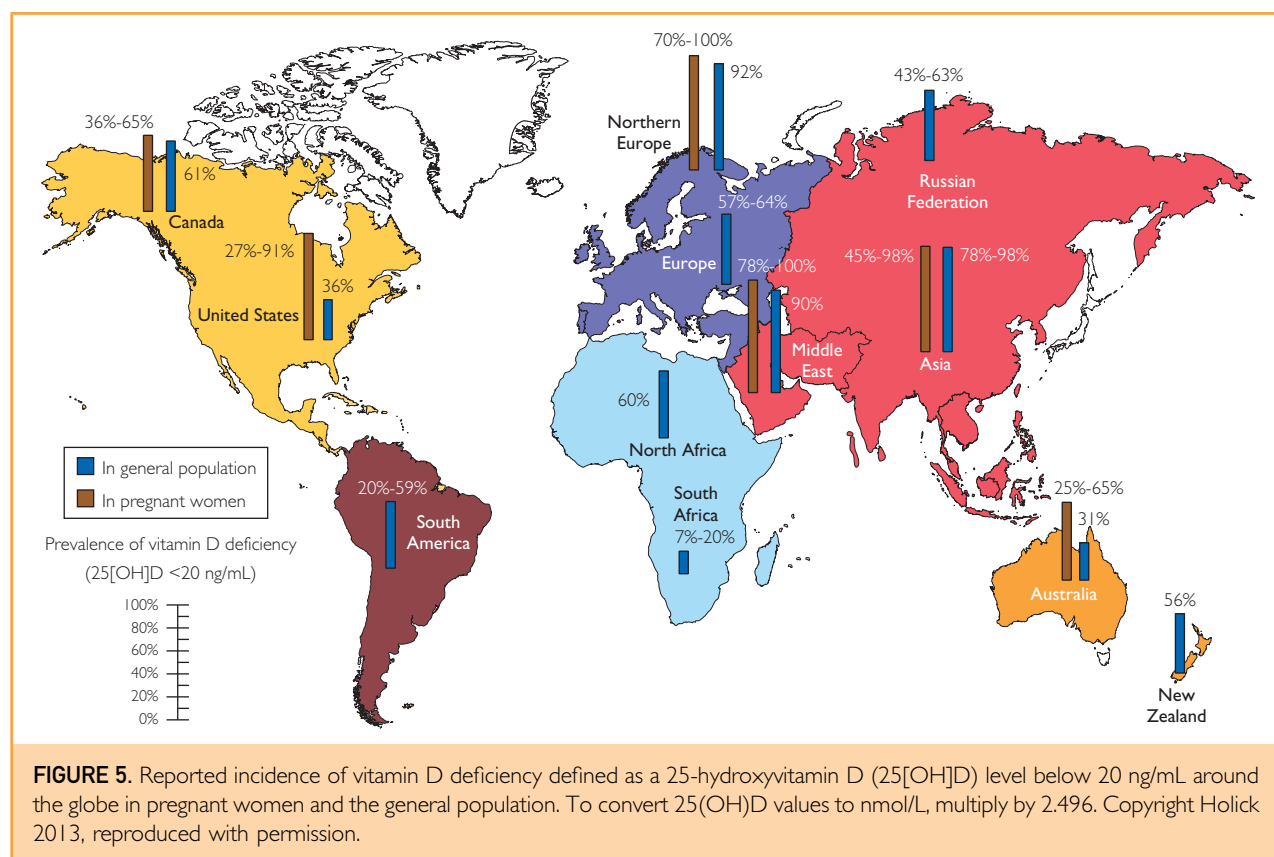 70%-100%
92%
Northern
Europe
43%-63%
Russian
Federation
36%-65%
61%
Canada
27%-91%
36%
United States
57%-64%
Europe
78%-100%
90%
Middle
East
45%-98%
78%-98%
Asia
60%
North Africa
South
Africa
7%-20%
20%-59%
South
America
25%-65%
31%
Australia
56%
New
Zealand
In general population
In pregnant women
Prevalence of vitamin D deficiency
(25[OH]D <20 ng/mL)
100%
80%
60%
40%
20%
0%
FIGURE 5. Reported incidence of vitamin D deficiency defined as a 25-hydroxyvitamin D (25[OH]D) level below 20 ng/mL around
the globe in pregnant women and the general population. To convert 25(OH)D values to nmol/L, multiply by 2.496. Copyright Holick
2013, reproduced with permission.